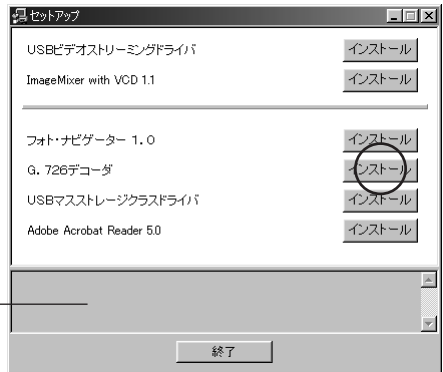 セットアップ
USBビデオストリーミングドライバ インストール
ImageMixer with VCD 1.1 インストール
フォト・ナビゲーター 1.0 インストール
G. 726デコーダ インストール
USBマスストレージクラスドライバ インストール
Adobe Acrobat Reader 5.0 インストール
終了